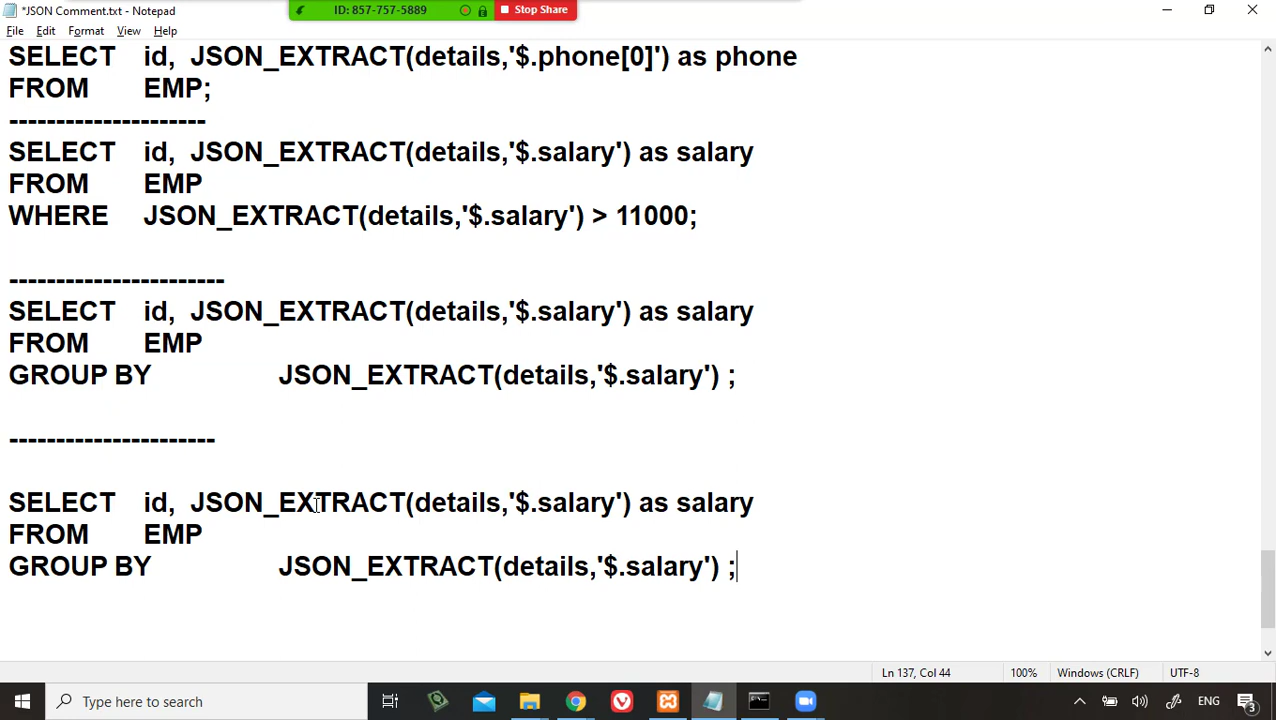 *JSON Comment.txt - Notepad
ID: 857-757-5889
Stop Share
File Edit Format View Help
SELECT id, JSON_EXTRACT(details,'$.phone[0]') as phone
FROM EMP;
---------------------
SELECT id, JSON_EXTRACT(details,'$.salary') as salary
FROM EMP
WHERE JSON_EXTRACT(details,'$.salary') > 11000;
-----------------------
SELECT id, JSON_EXTRACT(details,'$.salary') as salary
FROM EMP
GROUP BY JSON_EXTRACT(details,'$.salary') ;
----------------------
SELECT id, JSON_EXTRACT(details,'$.salary') as salary
FROM EMP
GROUP BY JSON_EXTRACT(details,'$.salary') ;
Ln 137, Col 44 100% Windows (CRLF) UTF-8
Type here to search
ENG
3